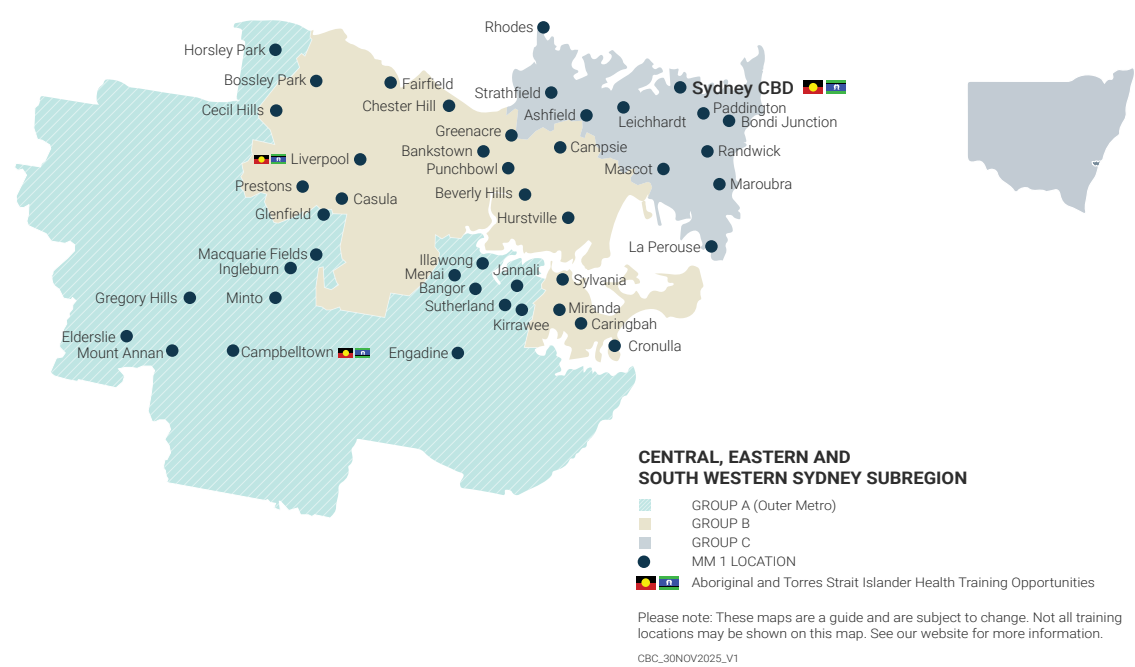 Rhodes
Horsley Park
Bossley Park
Fairfield
Strathfield
Sydney CBD
Cecil Hills
Chester Hill
Ashfield
Leichhardt
Paddington
Bondi Junction
Greenacre
Bankstown
Campsie
Randwick
Liverpool
Punchbowl
Mascot
Prestons
Casula
Beverly Hills
Maroubra
Glenfield
Hurstville
La Perouse
Macquarie Fields
Ingleburn
Illawong
Menai
Jannali
Sylvania
Bangor
Gregory Hills
Minto
Sutherland
Miranda
Kirrawee
Caringbah
Elderslie
Mount Annan
Campbelltown
Engadine
Cronulla
CENTRAL, EASTERN AND
SOUTH WESTERN SYDNEY SUBREGION
GROUP A (Outer Metro)
GROUP B
GROUP C
MM 1 LOCATION
Aboriginal and Torres Strait Islander Health Training Opportunities
Please note: These maps are a guide and are subject to change. Not all training
locations may be shown on this map. See our website for more information.
CBC_30NOV2025_V1